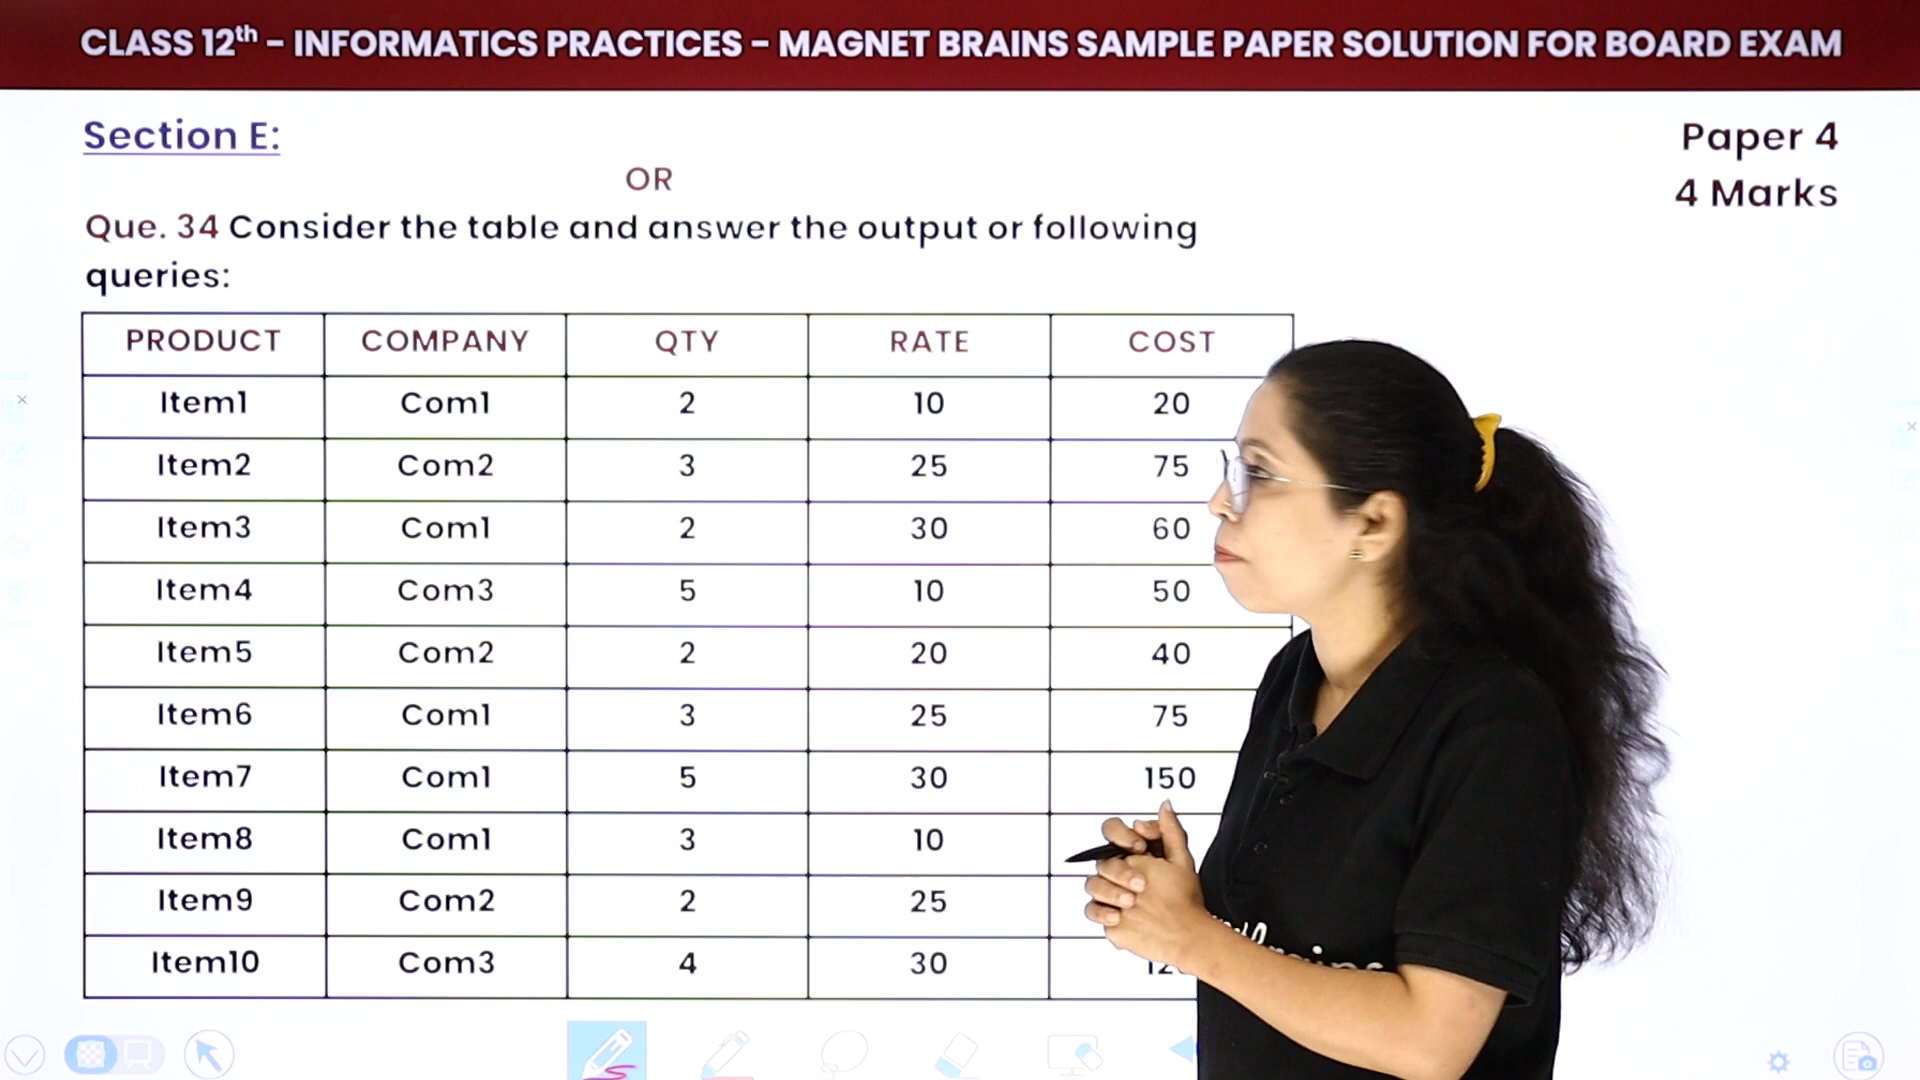 CLASS 12th - INFORMATICS PRACTICES - MAGNET BRAINS SAMPLE PAPER SOLUTION FOR BOARD EXAM
Section E:
Paper 4
OR
4 Marks
Que. 34 Consider the table and answer the output or following
queries:
PRODUCT COMPANY QTY RATE COST
Item1 Com1 2 10 20
Item2 Com2 3 25 75
Item3 Com1 2 30 60
Item4 Com3 5 10 50
Item5 Com2 2 20 40
Item6 Com1 3 25 75
Item7 Com1 5 30 150
Item8 Com1 3 10
Item9 Com2 2 25
Item10 Com3 4 30